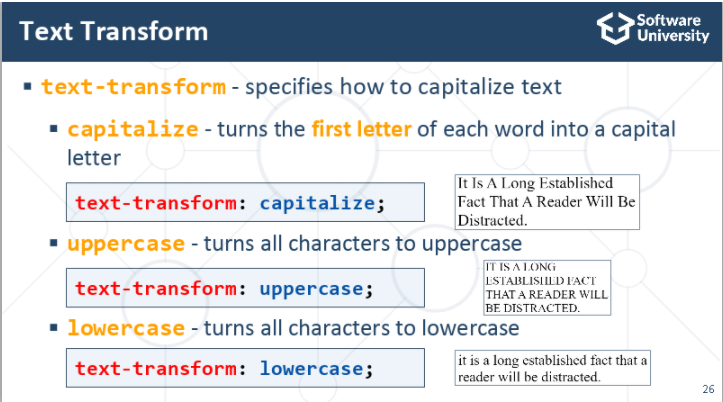 Text Transform
Software
University
▪ text-transform - specifies how to capitalize text
▪ capitalize - turns the first letter of each word into a capital
letter
text-transform: capitalize;
It Is A Long Established
Fact That A Reader Will Be
Distracted.
▪ uppercase - turns all characters to uppercase
text-transform: uppercase;
IT IS A LONG
ESTABLISHED FACT
THAT A READER WILL
BE DISTRACTED.
▪ lowercase - turns all characters to lowercase
text-transform: lowercase;
it is a long established fact that a
reader will be distracted.
26